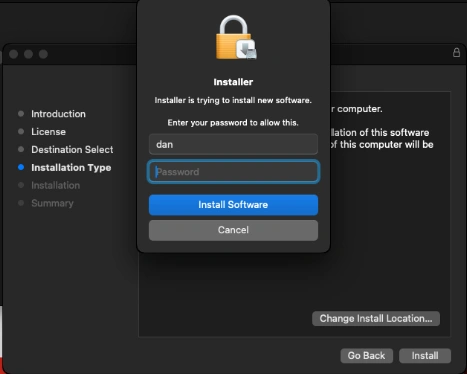 Installer
Installer is trying to install new software.
Enter your password to allow this.
dan
Password
Install Software
Cancel
Introduction
License
Destination Select
Installation Type
Installation
Summary
computer.
of this software
of this computer will be
Change Install Location...
Go Back
Install